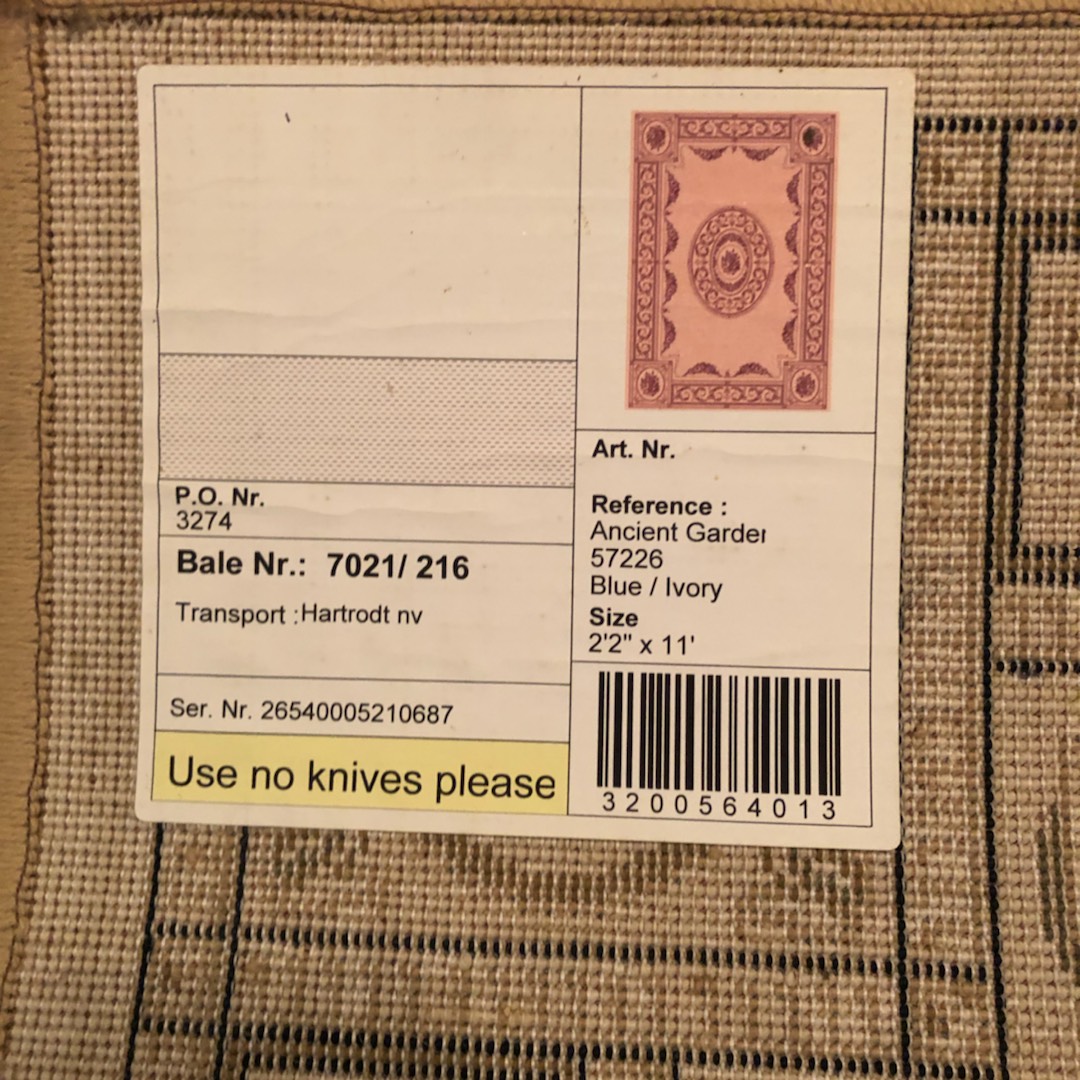 P.O. Nr.
3274
Bale Nr.: 7021/ 216
Transport :Hartrodt nv
Ser. Nr. 26540005210687
Use no knives please
Art. Nr.
Reference :
Ancient Garder
57226
Blue / Ivory
Size
2'2" x 11'
3200564013